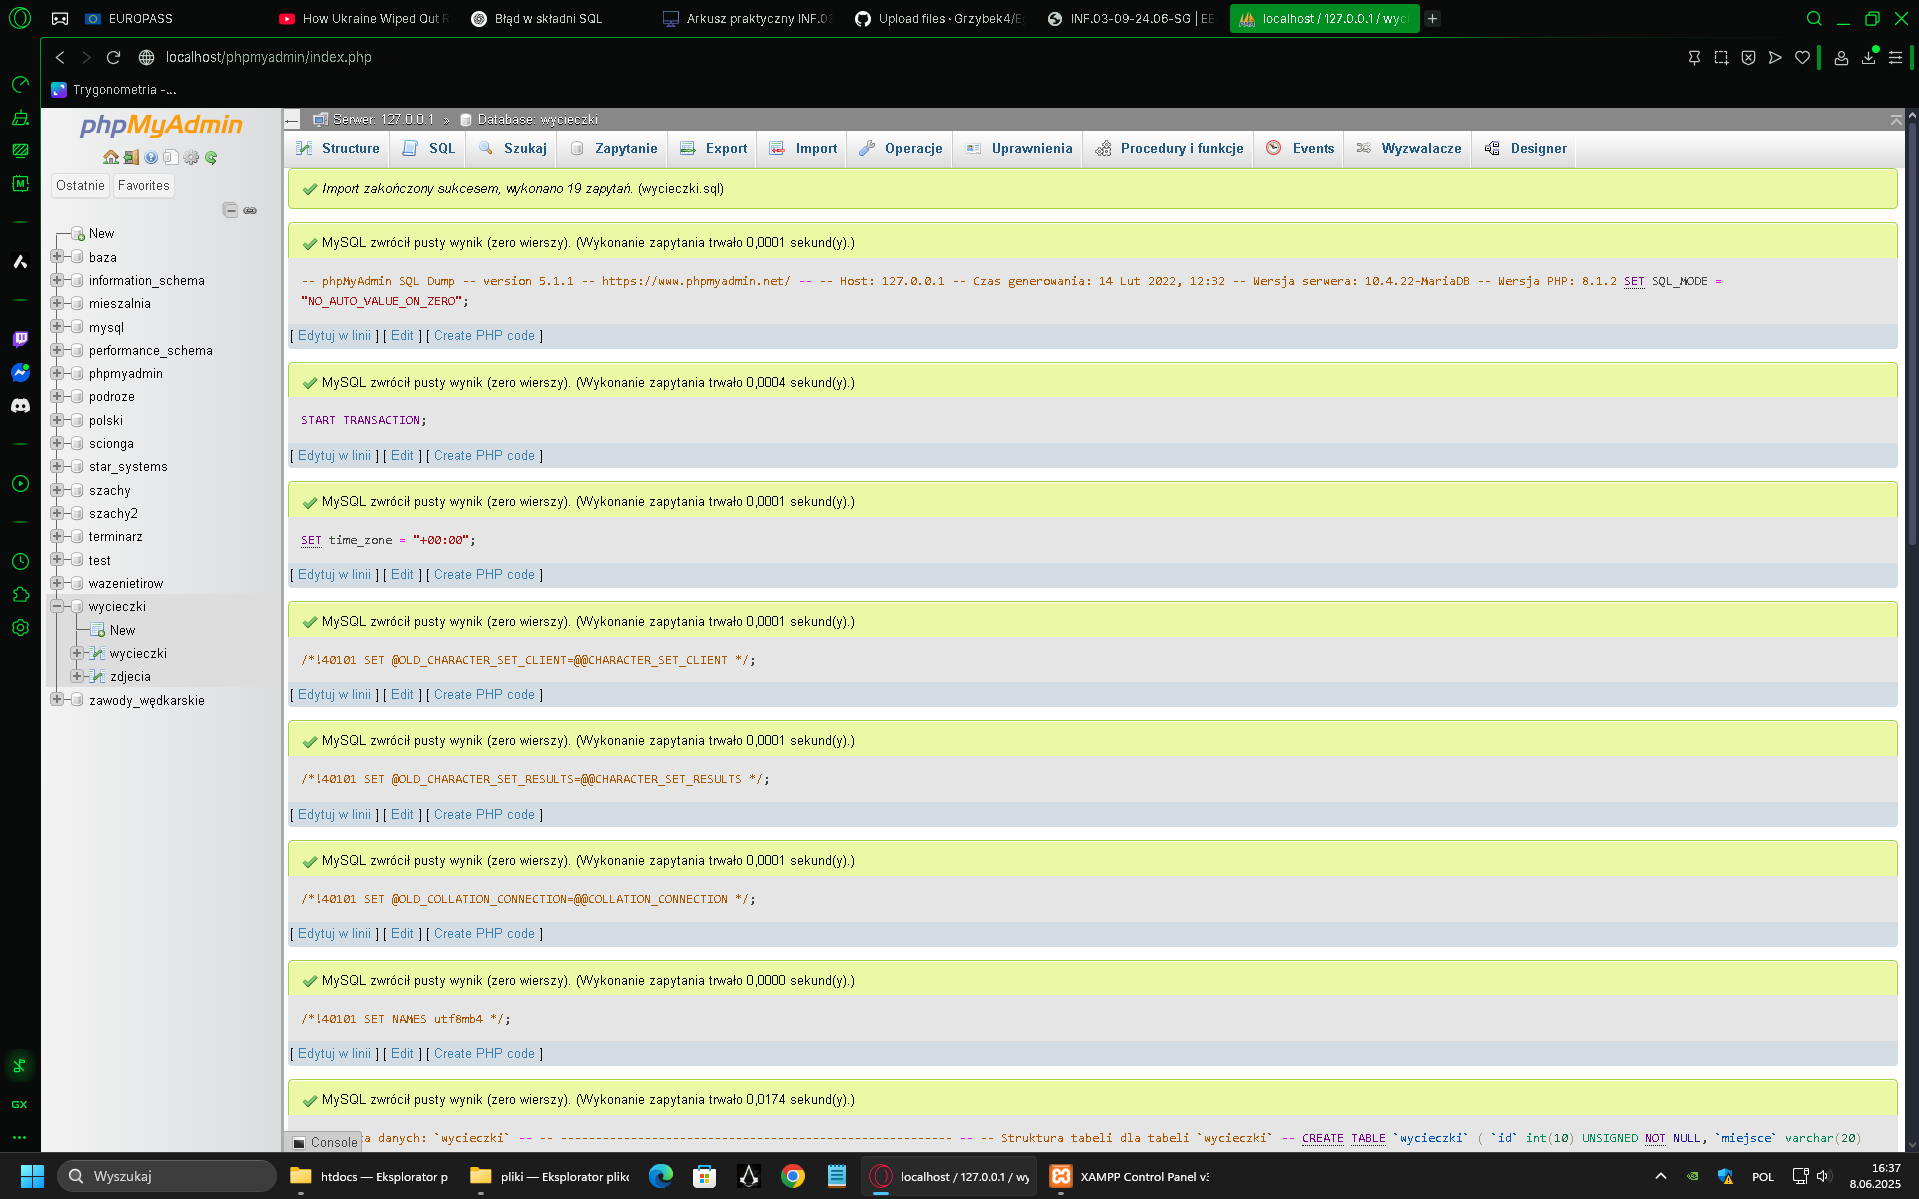 EUROPASS
How Ukraine Wiped Out R
Błąd w składni SQL
Arkusz praktyczny INF.03
Upload files · Grzybek4/E
INF.03-09-24.06-SG | EE
localhost / 127.0.0.1 / wyc
localhost/phpmyadmin/index.php
Trygonometria -...
phpMyAdmin
Ostatnie
Favorites
New
baza
information_schema
mieszalnia
mysql
performance_schema
phpmyadmin
podroze
polski
scionga
star_systems
szachy
szachy2
terminarz
test
wazenietirow
wycieczki
New
wycieczki
zdjecia
zawody_wędkarskie
Serwer: 127.0.0.1 » Database: wycieczki
Structure
SQL
Szukaj
Zapytanie
Export
Import
Operacje
Uprawnienia
Procedury i funkcje
Events
Wyzwalacze
Designer
Import zakończony sukcesem, wykonano 19 zapytań. (wycieczki.sql)
MySQL zwrócił pusty wynik (zero wierszy). (Wykonanie zapytania trwało 0,0001 sekund(y).)
-- phpMyAdmin SQL Dump -- version 5.1.1 -- https://www.phpmyadmin.net/ -- -- Host: 127.0.0.1 -- Czas generowania: 14 Lut 2022, 12:32 -- Wersja serwera: 10.4.22-MariaDB -- Wersja PHP: 8.1.2 SET SQL_MODE =
"NO_AUTO_VALUE_ON_ZERO";
[ Edytuj w linii ] [ Edit ] [ Create PHP code ]
MySQL zwrócił pusty wynik (zero wierszy). (Wykonanie zapytania trwało 0,0004 sekund(y).)
START TRANSACTION;
[ Edytuj w linii ] [ Edit ] [ Create PHP code ]
MySQL zwrócił pusty wynik (zero wierszy). (Wykonanie zapytania trwało 0,0001 sekund(y).)
SET time_zone = "+00:00";
[ Edytuj w linii ] [ Edit ] [ Create PHP code ]
MySQL zwrócił pusty wynik (zero wierszy). (Wykonanie zapytania trwało 0,0001 sekund(y).)
/*!40101 SET @OLD_CHARACTER_SET_CLIENT=@@CHARACTER_SET_CLIENT */;
[ Edytuj w linii ] [ Edit ] [ Create PHP code ]
MySQL zwrócił pusty wynik (zero wierszy). (Wykonanie zapytania trwało 0,0001 sekund(y).)
/*!40101 SET @OLD_CHARACTER_SET_RESULTS=@@CHARACTER_SET_RESULTS */;
[ Edytuj w linii ] [ Edit ] [ Create PHP code ]
MySQL zwrócił pusty wynik (zero wierszy). (Wykonanie zapytania trwało 0,0001 sekund(y).)
/*!40101 SET @OLD_COLLATION_CONNECTION=@@COLLATION_CONNECTION */;
[ Edytuj w linii ] [ Edit ] [ Create PHP code ]
MySQL zwrócił pusty wynik (zero wierszy). (Wykonanie zapytania trwało 0,0000 sekund(y).)
/*!40101 SET NAMES utf8mb4 */;
[ Edytuj w linii ] [ Edit ] [ Create PHP code ]
MySQL zwrócił pusty wynik (zero wierszy). (Wykonanie zapytania trwało 0,0174 sekund(y).)
Console
a danych: `wycieczki` -- -- -------------------------------------------------------- -- -- Struktura tabeli dla tabeli `wycieczki` -- CREATE TABLE `wycieczki` ( `id` int(10) UNSIGNED NOT NULL, `miejsce` varchar(20)
GX
Wyszukaj
htdocs — Eksplorator p
pliki — Eksplorator plikó
localhost / 127.0.0.1 / wy
XAMPP Control Panel v3
POL
16:37
8.06.2025